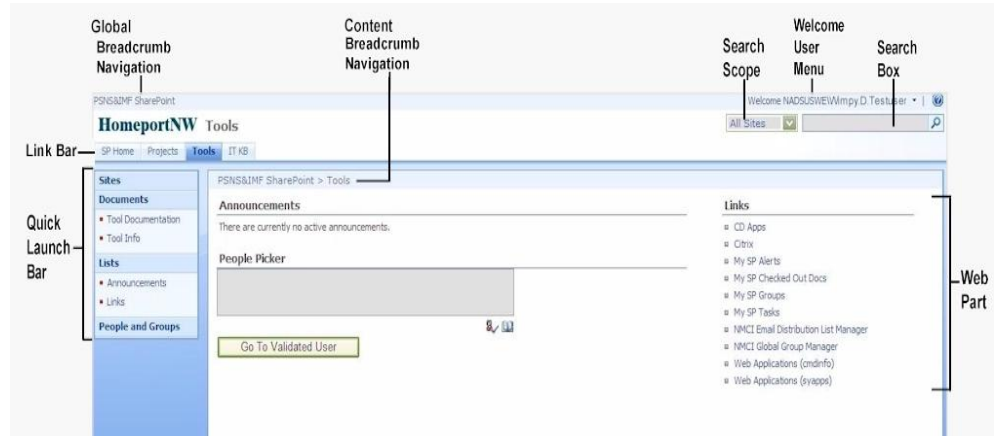 Global
Breadcrumb
Navigation
Content
Breadcrumb
Navigation
Search
Scope
Welcome
User
Menu
Search
Box
PSNS&IMF SharePoint
Welcome NADSUSWE\Wimpy.D.Testuser
HomeportNW Tools
All Sites
Link Bar
SP Home Projects Tools IT KB
Quick
Launch
Bar
Sites
Documents
Tool Documentation
Tool Info
Lists
Announcements
Links
People and Groups
PSNS&IMF SharePoint > Tools
Announcements
There are currently no active announcements.
People Picker
Go To Validated User
Links
CD Apps
Citrix
My SP Alerts
My SP Checked Out Docs
My SP Groups
My SP Tasks
NMCI Email Distribution List Manager
NMCI Global Group Manager
Web Applications (cmdinfo)
Web Applications (syapps)
Web
Part